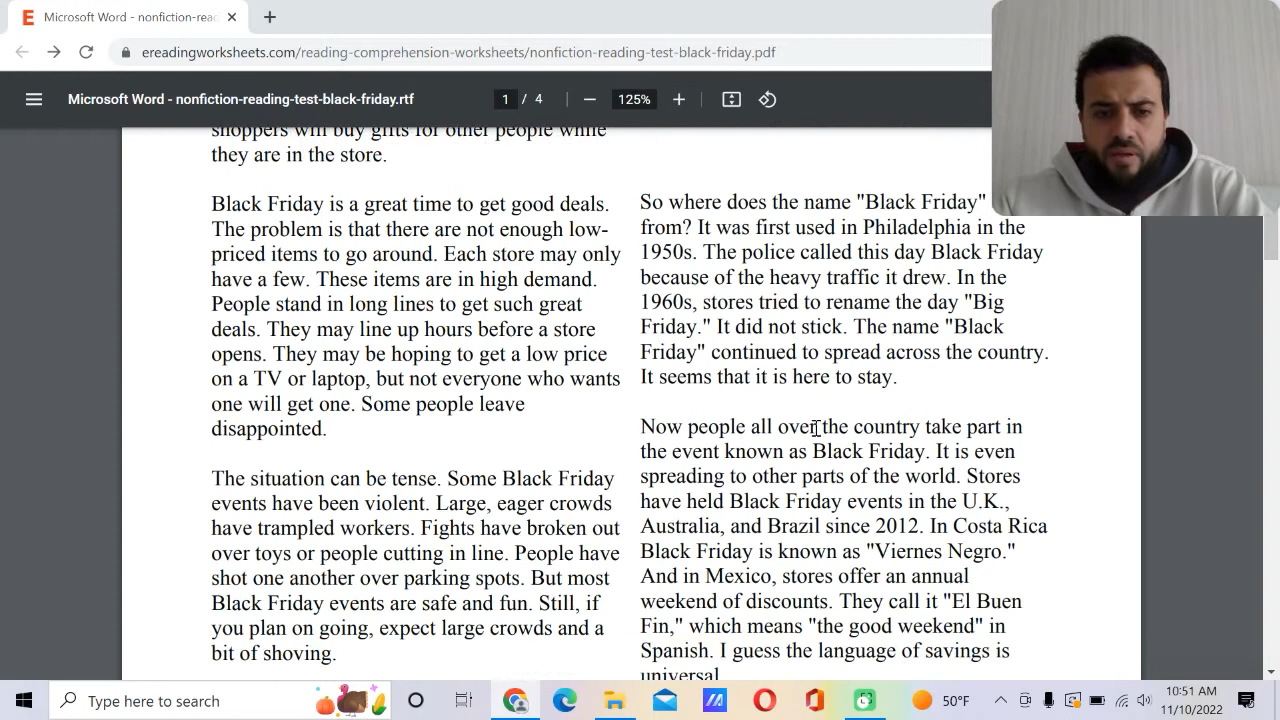 Microsoft Word - nonfiction-rea
ereadingworksheets.com/reading-comprehension-worksheets/nonfiction-reading-test-black-friday.pdf
Microsoft Word - nonfiction-reading-test-black-friday.rtf
1 / 4
125%
shoppers will buy gifts for other people while
they are in the store.
Black Friday is a great time to get good deals.
The problem is that there are not enough low-
priced items to go around. Each store may only
have a few. These items are in high demand.
People stand in long lines to get such great
deals. They may line up hours before a store
opens. They may be hoping to get a low price
on a TV or laptop, but not everyone who wants
one will get one. Some people leave
disappointed.
The situation can be tense. Some Black Friday
events have been violent. Large, eager crowds
have trampled workers. Fights have broken out
over toys or people cutting in line. People have
shot one another over parking spots. But most
Black Friday events are safe and fun. Still, if
you plan on going, expect large crowds and a
bit of shoving.
So where does the name "Black Friday"
from? It was first used in Philadelphia in the
1950s. The police called this day Black Friday
because of the heavy traffic it drew. In the
1960s, stores tried to rename the day "Big
Friday." It did not stick. The name "Black
Friday" continued to spread across the country.
It seems that it is here to stay.
Now people all over the country take part in
the event known as Black Friday. It is even
spreading to other parts of the world. Stores
have held Black Friday events in the U.K.,
Australia, and Brazil since 2012. In Costa Rica
Black Friday is known as "Viernes Negro."
And in Mexico, stores offer an annual
weekend of discounts. They call it "El Buen
Fin," which means "the good weekend" in
Spanish. I guess the language of savings is
universal.
Type here to search
50°F
10:51 AM
11/10/2022